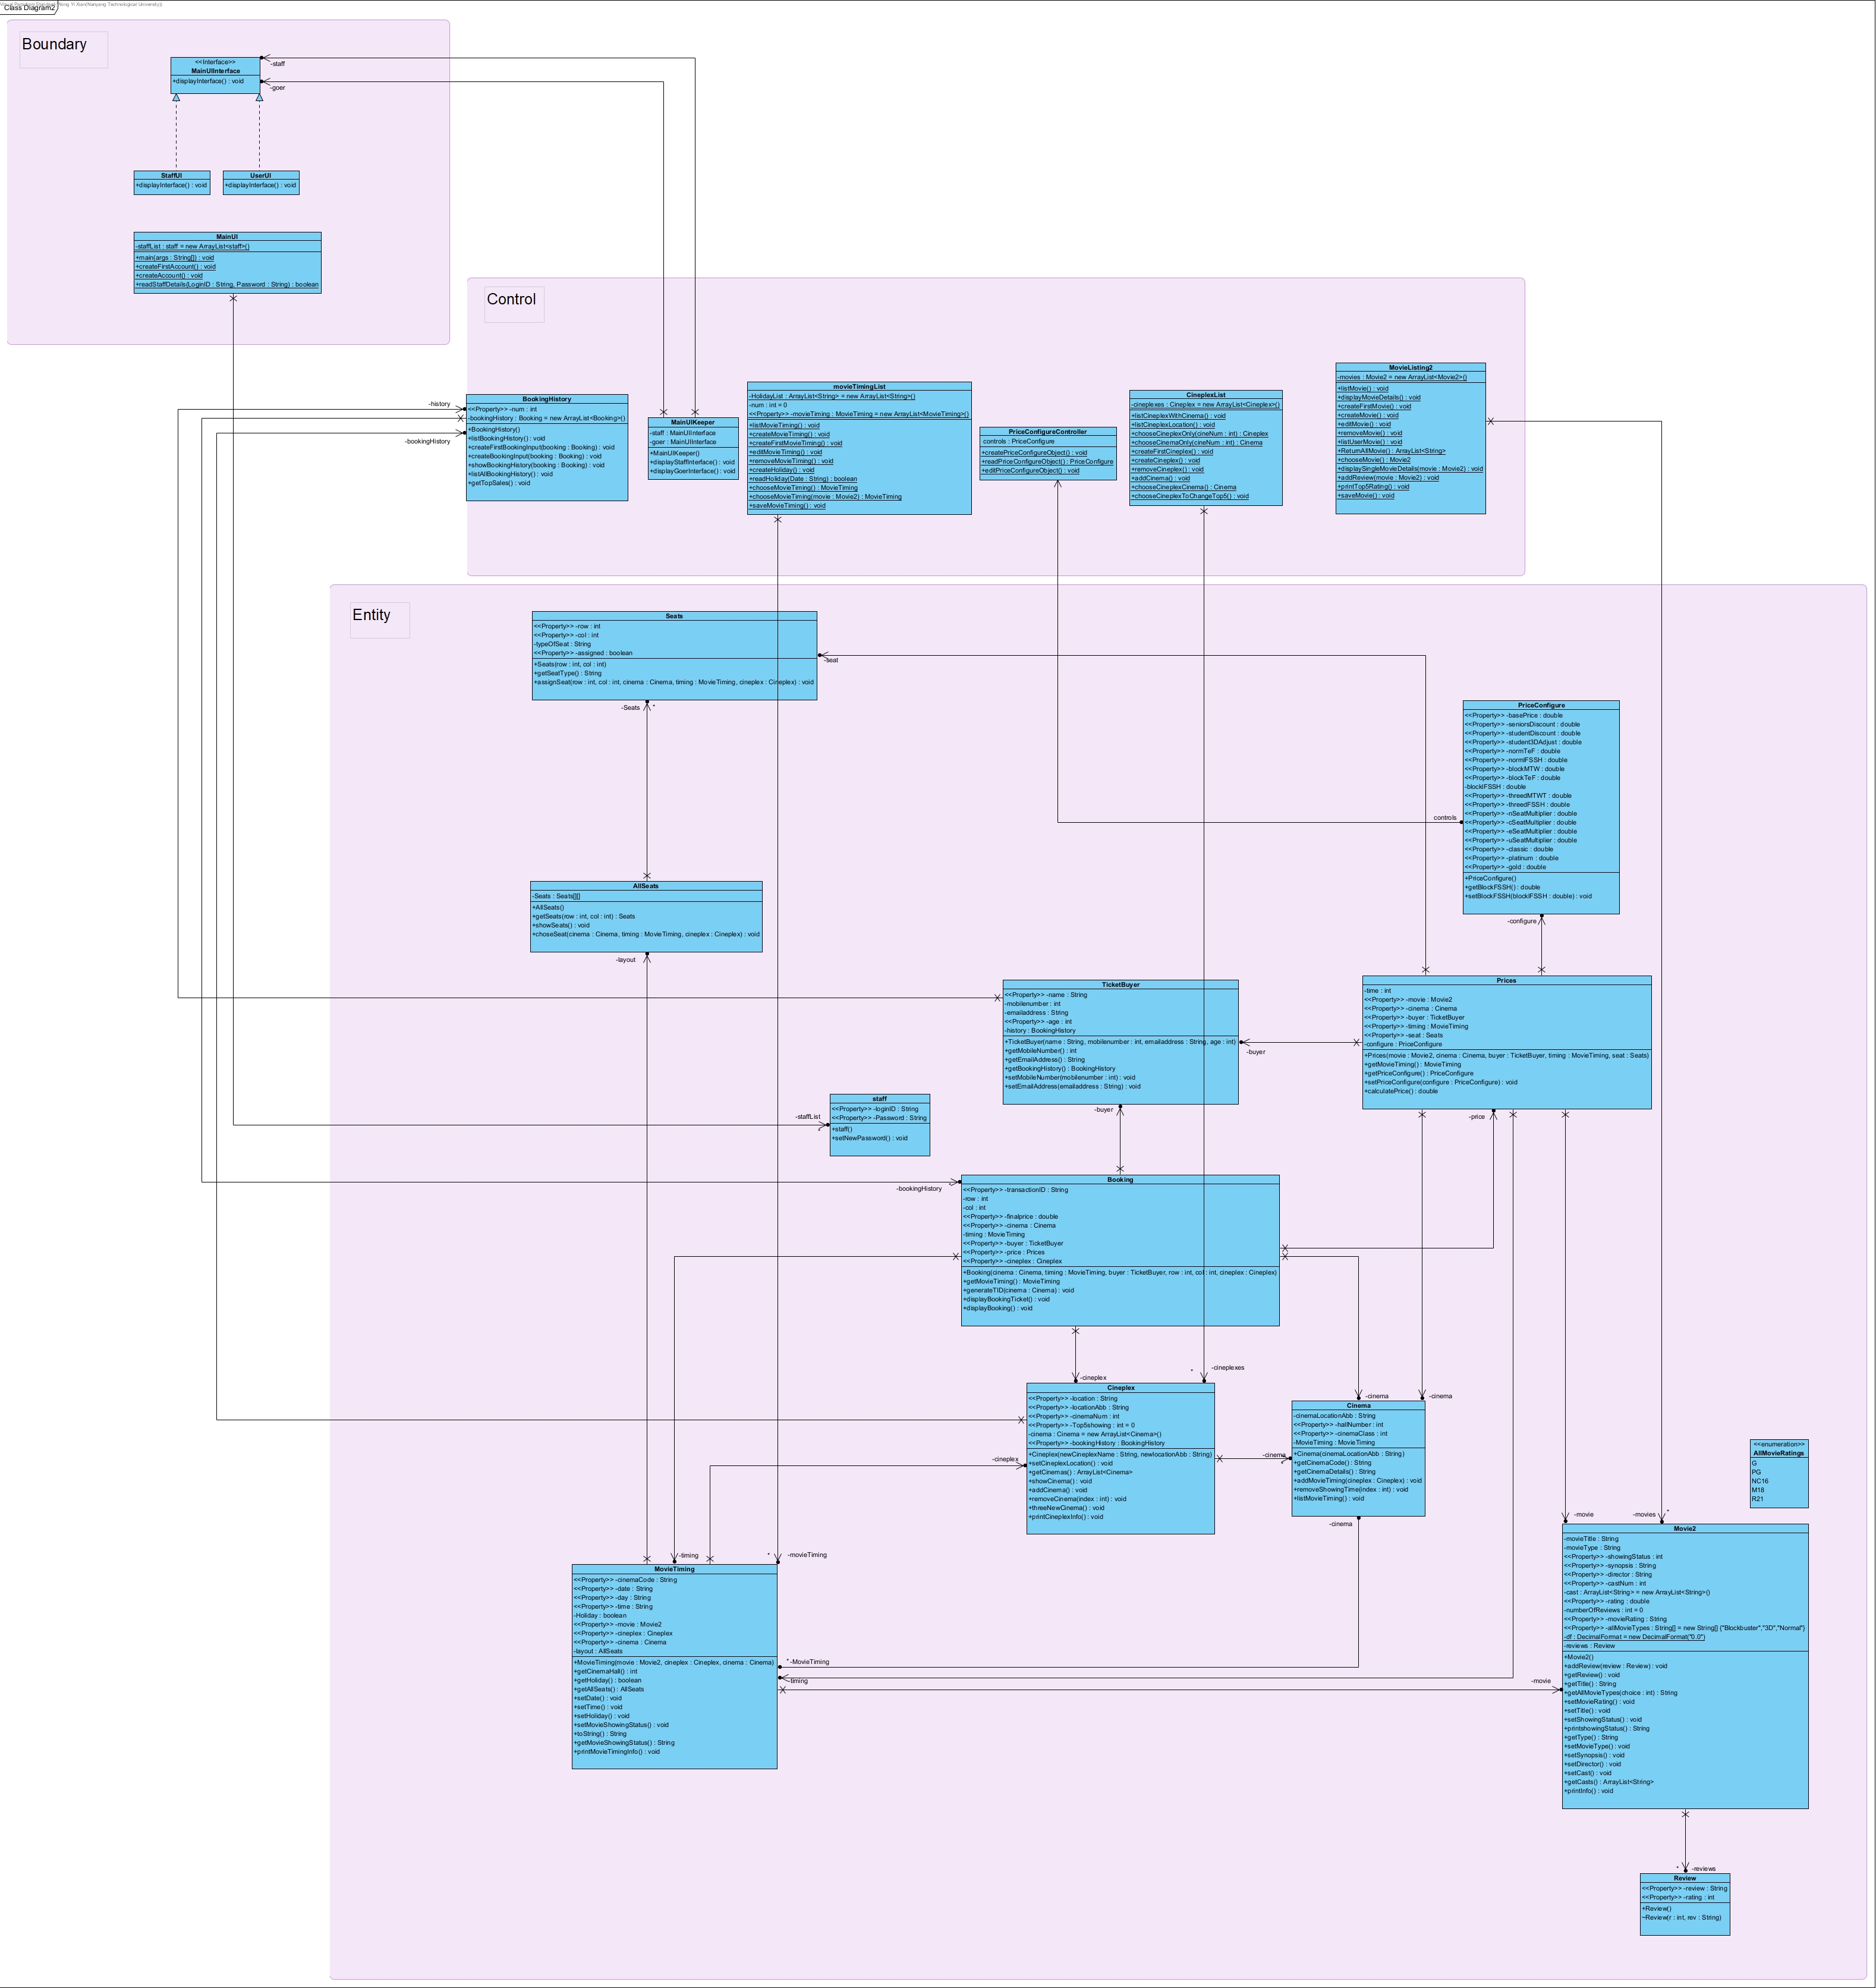 Class Diagram2
Boundary
<<Interface>>
MainUIInterface
+displayInterface() : void
-staff
-goer
StaffUI
+displayInterface() : void
UserUI
+displayInterface() : void
MainUI
-staffList : staff = new ArrayList<staff>()
+main(args : String[]) : void
+createFirstAccount() : void
+createAccount() : void
+readStaffDetails(LoginID : String, Password : String) : boolean
Control
-history
-bookingHistory
BookingHistory
<<Property>> -num : int
-bookingHistory : Booking = new ArrayList<Booking>()
+BookingHistory()
+listBookingHistory() : void
+createFirstBookingInput(booking : Booking) : void
+createBookingInput(booking : Booking) : void
+showBookingHistory(booking : Booking) : void
+listAllBookingHistory() : void
+getTopSales() : void
MainUIKeeper
-staff : MainUIInterface
-goer : MainUIInterface
+MainUIKeeper()
+displayStaffInterface() : void
+displayGoerInterface() : void
movieTimingList
-HolidayList : ArrayList<String> = new ArrayList<String>()
-num : int = 0
<<Property>> -movieTiming : MovieTiming = new ArrayList<MovieTiming>()
+listMovieTiming() : void
+createMovieTiming() : void
+createFirstMovieTiming() : void
+editMovieTiming() : void
+removeMovieTiming() : void
+createHoliday() : void
+readHoliday(Date : String) : boolean
+chooseMovieTiming() : MovieTiming
+chooseMovieTiming(movie : Movie2) : MovieTiming
+saveMovieTiming() : void
PriceConfigureController
controls : PriceConfigure
+createPriceConfigureObject() : void
+readPriceConfigureObject() : PriceConfigure
+editPriceConfigureObject() : void
CineplexList
-cineplexes : Cineplex = new ArrayList<Cineplex>()
+listCineplexWithCinema() : void
+listCineplexLocation() : void
+chooseCineplexOnly(cineNum : int) : Cineplex
+chooseCinemaOnly(cineNum : int) : Cinema
+createFirstCineplex() : void
+createCineplex() : void
+removeCineplex() : void
+addCinema() : void
+chooseCineplexCinema() : Cinema
+chooseCineplexToChangeTop5() : void
MovieListing2
-movies : Movie2 = new ArrayList<Movie2>()
+listMovie() : void
+displayMovieDetails() : void
+createFirstMovie() : void
+createMovie() : void
+editMovie() : void
+removeMovie() : void
+listUserMovie() : void
+ReturnAllMovie() : ArrayList<String>
+chooseMovie() : Movie2
+displaySingleMovieDetails(movie : Movie2) : void
+addReview(movie : Movie2) : void
+printTop5Rating() : void
+saveMovie() : void
Entity
Seats
<<Property>> -row : int
<<Property>> -col : int
-typeOfSeat : String
<<Property>> -assigned : boolean
+Seats(row : int, col : int)
+getSeatType() : String
+assignSeat(row : int, col : int, cinema : Cinema, timing : MovieTiming, cineplex : Cineplex) : void
-seat
-Seats
*
PriceConfigure
<<Property>> -basePrice : double
<<Property>> -seniorsDiscount : double
<<Property>> -studentDiscount : double
<<Property>> -student3DAdjust : double
<<Property>> -normTeF : double
<<Property>> -normIFSSH : double
<<Property>> -blockMTW : double
<<Property>> -blockTeF : double
-blockIFSSH : double
<<Property>> -threedMTWT : double
<<Property>> -threedFSSH : double
<<Property>> -nSeatMultiplier : double
<<Property>> -cSeatMultiplier : double
<<Property>> -eSeatMultiplier : double
<<Property>> -uSeatMultiplier : double
<<Property>> -classic : double
<<Property>> -platinum : double
<<Property>> -gold : double
+PriceConfigure()
+getBlockFSSH() : double
+setBlockFSSH(blockIFSSH : double) : void
controls
-configure
AllSeats
-Seats : Seats[][]
+AllSeats()
+getSeats(row : int, col : int) : Seats
+showSeats() : void
+choseSeat(cinema : Cinema, timing : MovieTiming, cineplex : Cineplex) : void
-layout
TicketBuyer
<<Property>> -name : String
-mobilenumber : int
-emailaddress : String
<<Property>> -age : int
-history : BookingHistory
+TicketBuyer(name : String, mobilenumber : int, emailaddress : String, age : int)
+getMobileNumber() : int
+getEmailAddress() : String
+getBookingHistory() : BookingHistory
+setMobileNumber(mobilenumber : int) : void
+setEmailAddress(emailaddress : String) : void
-buyer
-buyer
Prices
-time : int
<<Property>> -movie : Movie2
<<Property>> -cinema : Cinema
<<Property>> -buyer : TicketBuyer
<<Property>> -timing : MovieTiming
<<Property>> -seat : Seats
-configure : PriceConfigure
+Prices(movie : Movie2, cinema : Cinema, buyer : TicketBuyer, timing : MovieTiming, seat : Seats)
+getMovieTiming() : MovieTiming
+getPriceConfigure() : PriceConfigure
+setPriceConfigure(configure : PriceConfigure) : void
+calculatePrice() : double
-price
staff
<<Property>> -loginID : String
<<Property>> -Password : String
+staff()
+setNewPassword() : void
-staffList
-bookingHistory
Booking
<<Property>> -transactionID : String
-row : int
-col : int
<<Property>> -finalprice : double
<<Property>> -cinema : Cinema
-timing : MovieTiming
<<Property>> -buyer : TicketBuyer
<<Property>> -price : Prices
<<Property>> -cineplex : Cineplex
+Booking(cinema : Cinema, timing : MovieTiming, buyer : TicketBuyer, row : int, col : int, cineplex : Cineplex)
+getMovieTiming() : MovieTiming
+generateTID(cinema : Cinema) : void
+displayBookingTicket() : void
+displayBooking() : void
-cineplex
*
-cineplexes
-cinema
-cinema
Cineplex
<<Property>> -location : String
<<Property>> -locationAbb : String
<<Property>> -cinemaNum : int
<<Property>> -Top5showing : int = 0
-cinema : Cinema = new ArrayList<Cinema>()
<<Property>> -bookingHistory : BookingHistory
+Cineplex(newCineplexName : String, newlocationAbb : String)
+setCineplexLocation() : void
+getCinemas() : ArrayList<Cinema>
+showCinema() : void
+addCinema() : void
+removeCinema(index : int) : void
+threeNewCinema() : void
+printCineplexInfo() : void
-cineplex
-cinema
Cinema
-cinemaLocationAbb : String
<<Property>> -hallNumber : int
<<Property>> -cinemaClass : int
-MovieTiming : MovieTiming
+Cinema(cinemaLocationAbb : String)
+getCinemaCode() : String
+getCinemaDetails() : String
+addMovieTiming(cineplex : Cineplex) : void
+removeShowingTime(index : int) : void
+listMovieTiming() : void
-cinema
<<enumeration>>
AllMovieRatings
G
PG
NC16
M18
R21
-movie
-movies
*
-timing
*
-movieTiming
MovieTiming
<<Property>> -cinemaCode : String
<<Property>> -date : String
<<Property>> -day : String
<<Property>> -time : String
-Holiday : boolean
<<Property>> -movie : Movie2
<<Property>> -cineplex : Cineplex
<<Property>> -cinema : Cinema
-layout : AllSeats
+MovieTiming(movie : Movie2, cineplex : Cineplex, cinema : Cinema)
+getCinemaHall() : int
+getHoliday() : boolean
+getAllSeats() : AllSeats
+setDate() : void
+setTime() : void
+setHoliday() : void
+setMovieShowingStatus() : void
+toString() : String
+getMovieShowingStatus() : String
+printMovieTimingInfo() : void
* -MovieTiming
-timing
-movie
Movie2
-movieTitle : String
-movieType : String
<<Property>> -showingStatus : int
<<Property>> -synopsis : String
<<Property>> -director : String
<<Property>> -castNum : int
-cast : ArrayList<String> = new ArrayList<String>()
<<Property>> -rating : double
-numberOfReviews : int = 0
<<Property>> -movieRating : String
<<Property>> -allMovieTypes : String[] = new String[] {"Blockbuster","3D","Normal"}
-df : DecimalFormat = new DecimalFormat("0.0")
-reviews : Review
+Movie2()
+addReview(review : Review) : void
+getReview() : void
+getTitle() : String
+getAllMovieTypes(choice : int) : String
+setMovieRating() : void
+setTitle() : void
+setShowingStatus() : void
+printshowingStatus() : String
+getType() : String
+setMovieType() : void
+setSynopsis() : void
+setDirector() : void
+setCast() : void
+getCasts() : ArrayList<String>
+printInfo() : void
*
-reviews
Review
<<Property>> -review : String
<<Property>> -rating : int
+Review()
~Review(r : int, rev : String)